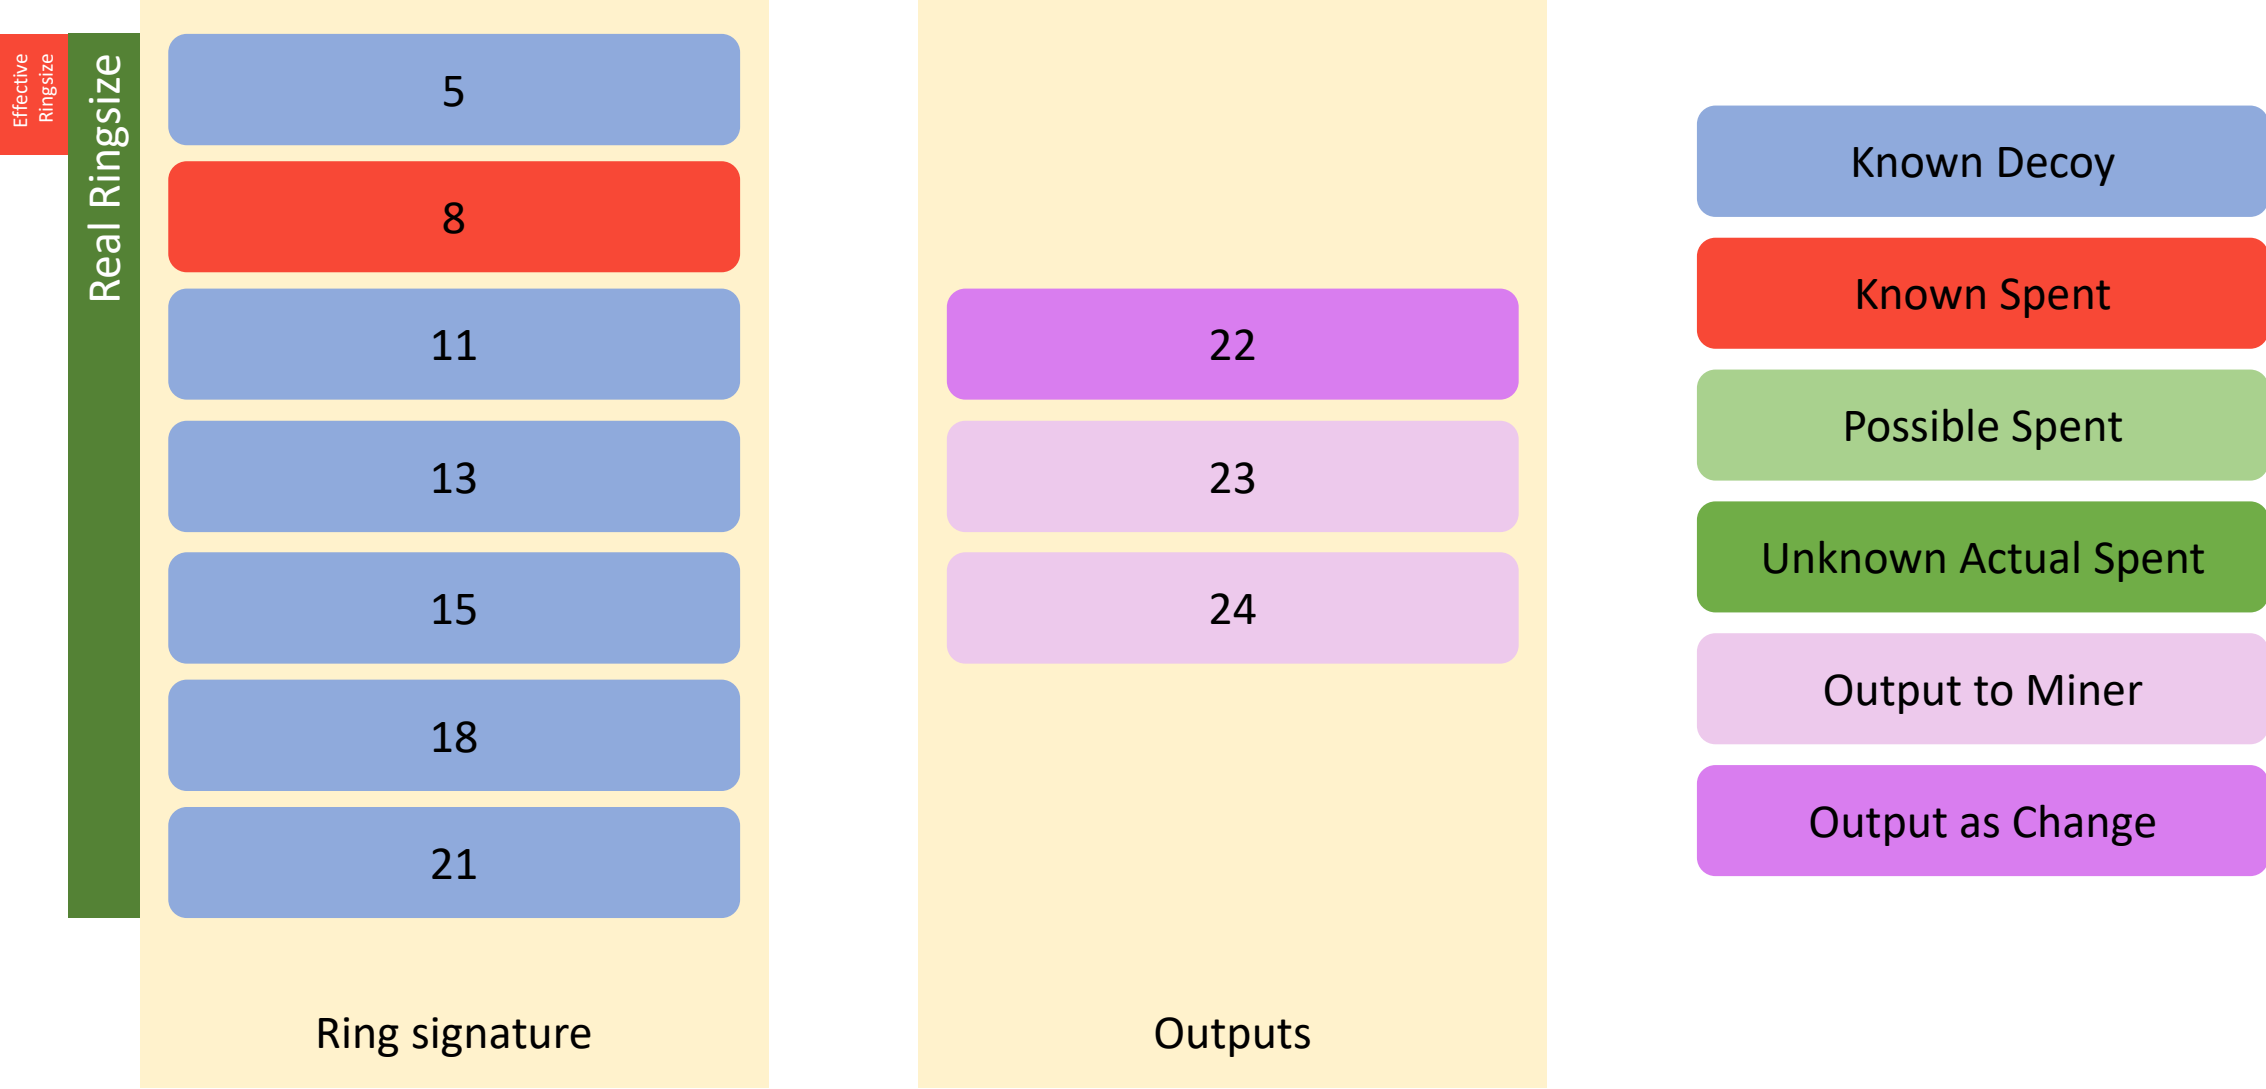 Effective
Ringsize
Real Ringsize
5
8
11
13
15
18
21
Ring signature
22
23
24
Outputs
Known Decoy
Known Spent
Possible Spent
Unknown Actual Spent
Output to Miner
Output as Change